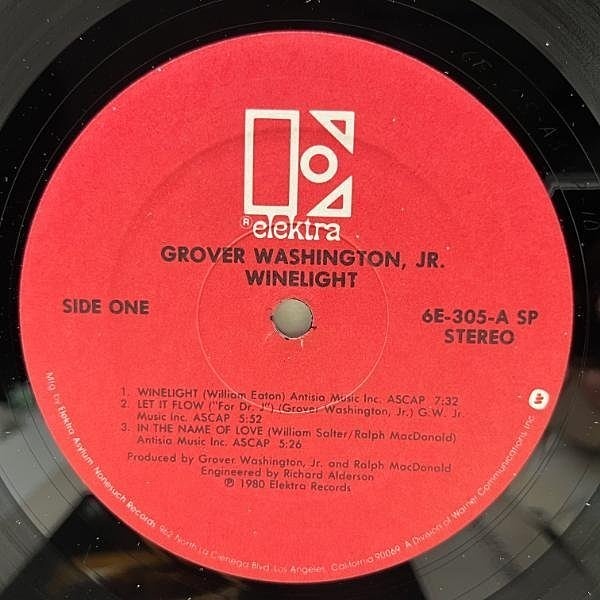 ® elektra
GROVER WASHINGTON, JR.
WINELIGHT
SIDE ONE
6E-305-A SP
STEREO
1. WINELIGHT (William Eaton) Antisia Music Inc. ASCAP 7:32
2. LET IT FLOW ("For Dr. J") (Grover Washington, Jr.) G.W. Jr.
Music Inc. ASCAP 5:52
3. IN THE NAME OF LOVE (William Salter/Ralph MacDonald)
Antisia Music Inc. ASCAP 5:26
Produced by Grover Washington, Jr. and Ralph MacDonald
Engineered by Richard Alderson
℗ 1980 Elektra Records
Mfg by Elektra/Asylum/Nonesuch Records 962 North La Cienega Blvd., Los Angeles, California 90069 A Division of Warner Communications Inc.